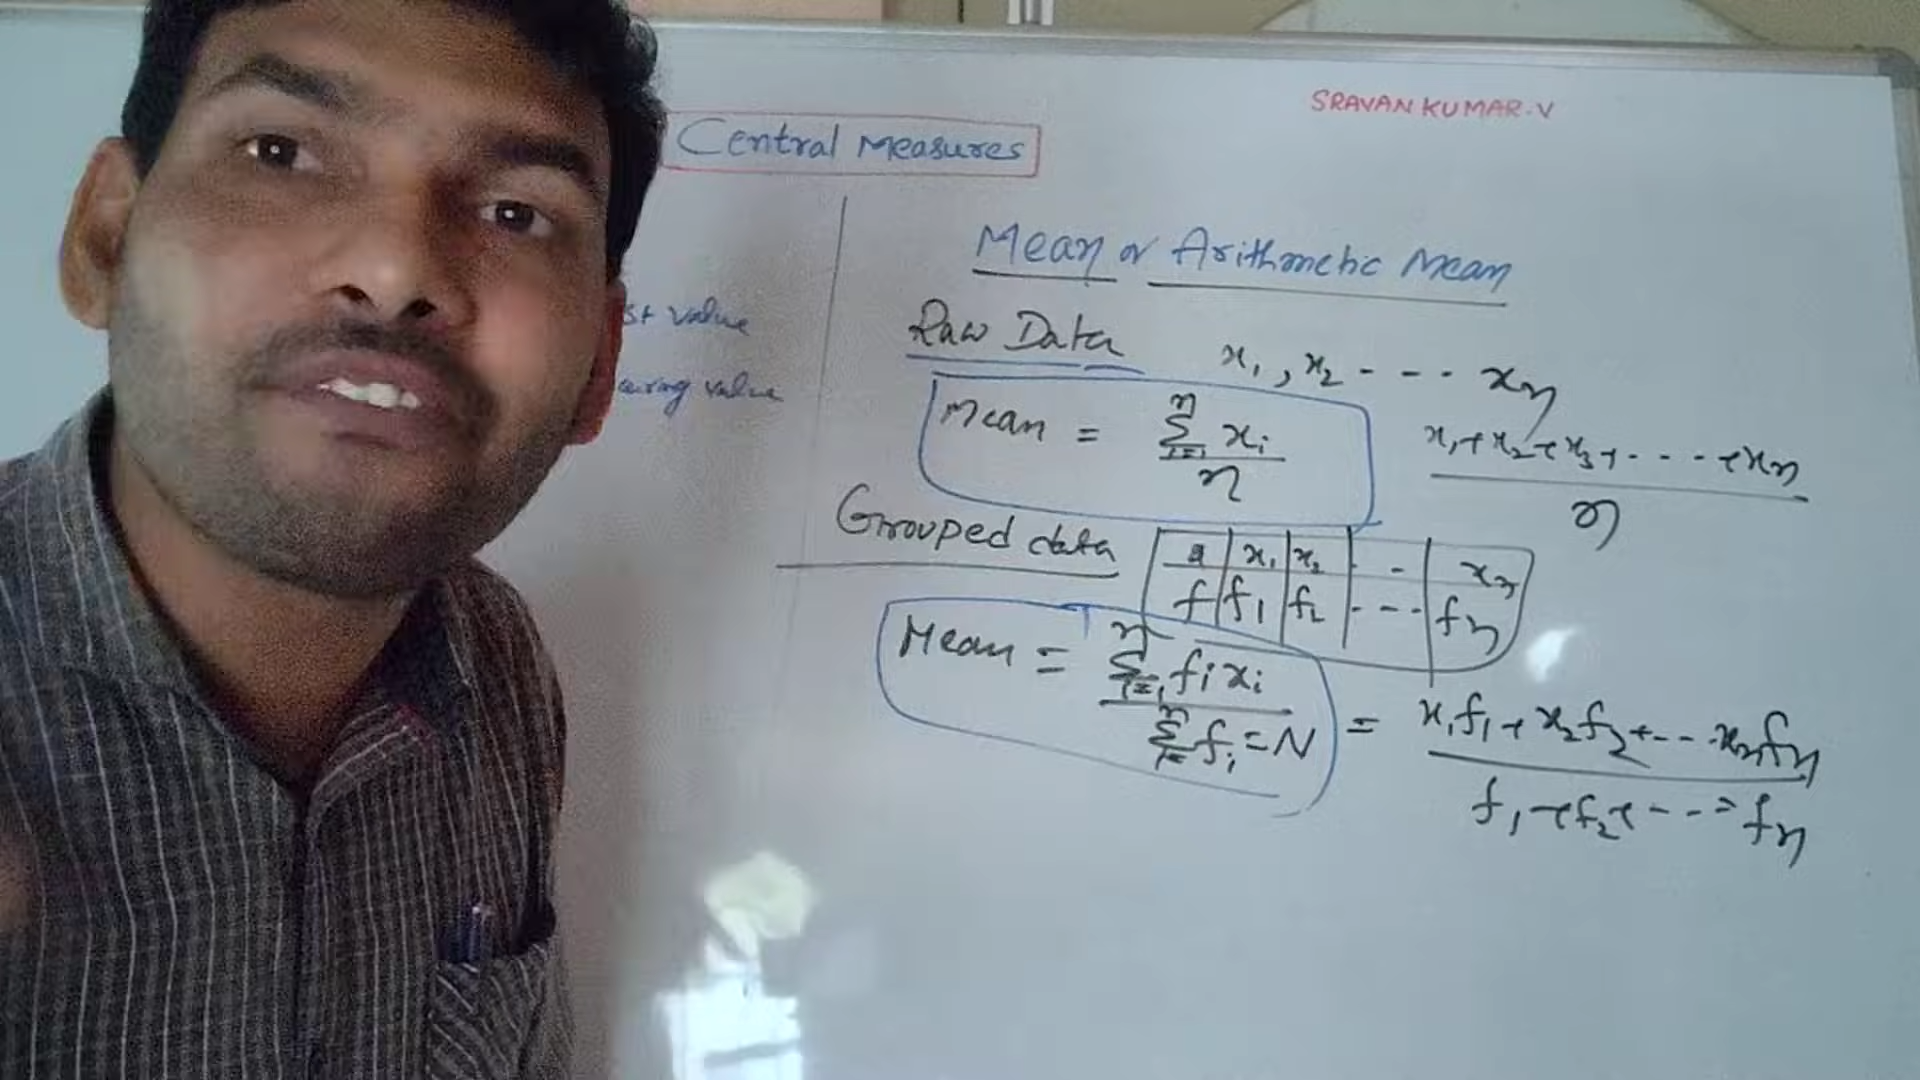 SRAVAN KUMAR.V
Central Measures
Mean or Arithmetic Mean
st value
Raw Data x₁, x₂ - - - - xₙ
uring value
Mean = Σⁿᵢ₌₁ xᵢ / n
x₁+x₂+x₃+.....+xₙ / n
Grouped data
x | x₁ | x₂ | - - | xₙ
f | f₁ | f₂ | - - - | fₙ
Mean = Σⁿᵢ₌₁ fᵢxᵢ / Σⁿᵢ₌₁ fᵢ = N = x₁f₁+x₂f₂+---xₙfₙ / f₁+f₂+---fₙ